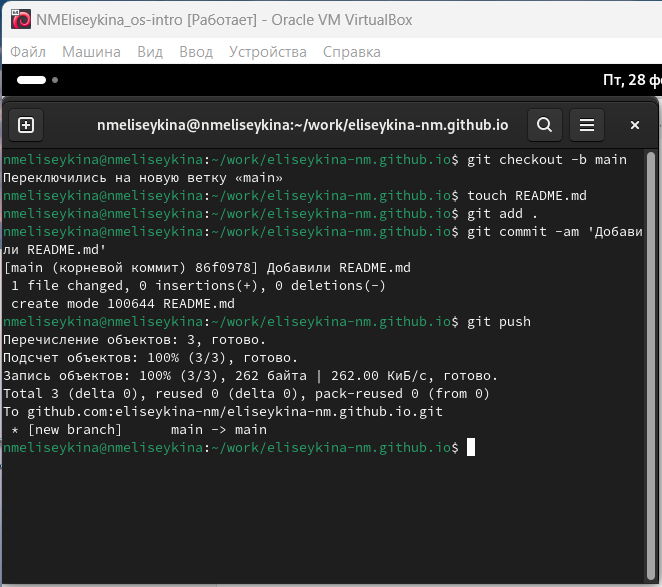 NMEliseykina_os-intro [Работает] - Oracle VM VirtualBox
Файл Машина Вид Ввод Устройства Справка
Пт, 28 фе
nmeliseykina@nmeliseykina:~/work/eliseykina-nm.github.io
nmeliseykina@nmeliseykina:~/work/eliseykina-nm.github.io$ git checkout -b main
Переключились на новую ветку «main»
nmeliseykina@nmeliseykina:~/work/eliseykina-nm.github.io$ touch README.md
nmeliseykina@nmeliseykina:~/work/eliseykina-nm.github.io$ git add .
nmeliseykina@nmeliseykina:~/work/eliseykina-nm.github.io$ git commit -am 'Добави
ли README.md'
[main (корневой коммит) 86f0978] Добавили README.md
 1 file changed, 0 insertions(+), 0 deletions(-)
 create mode 100644 README.md
nmeliseykina@nmeliseykina:~/work/eliseykina-nm.github.io$ git push
Перечисление объектов: 3, готово.
Подсчет объектов: 100% (3/3), готово.
Запись объектов: 100% (3/3), 262 байта | 262.00 КиБ/с, готово.
Total 3 (delta 0), reused 0 (delta 0), pack-reused 0 (from 0)
To github.com:eliseykina-nm/eliseykina-nm.github.io.git
 * [new branch]      main -> main
nmeliseykina@nmeliseykina:~/work/eliseykina-nm.github.io$